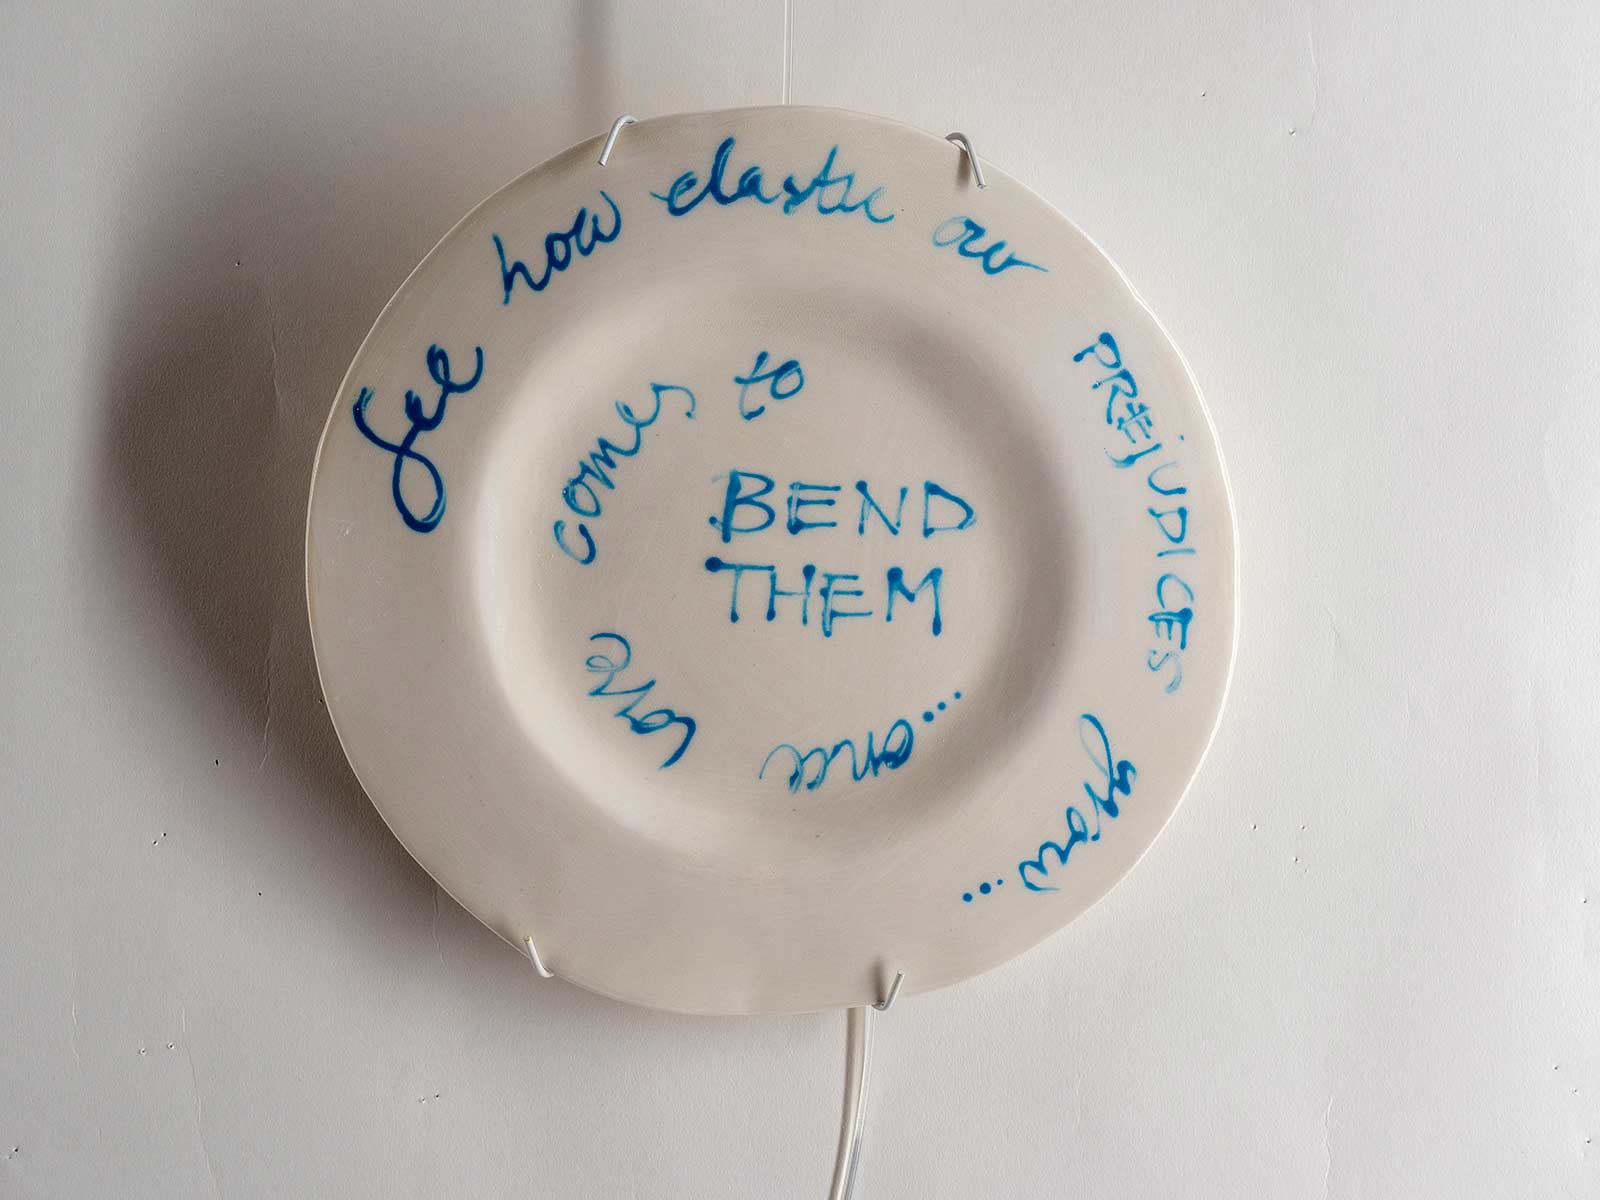 See how elastic our PREJUDICES grow...
...once love comes to
BEND
THEM